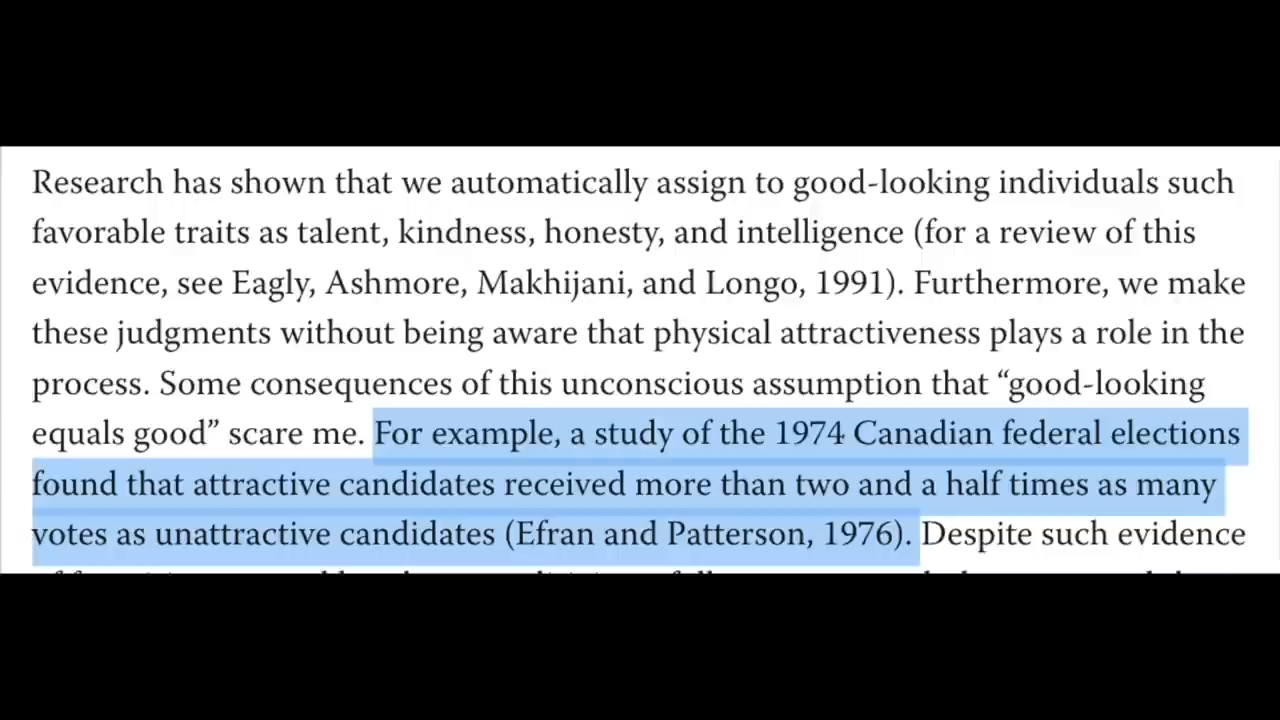 Research has shown that we automatically assign to good-looking individuals such
favorable traits as talent, kindness, honesty, and intelligence (for a review of this
evidence, see Eagly, Ashmore, Makhijani, and Longo, 1991). Furthermore, we make
these judgments without being aware that physical attractiveness plays a role in the
process. Some consequences of this unconscious assumption that “good-looking
equals good” scare me. For example, a study of the 1974 Canadian federal elections
found that attractive candidates received more than two and a half times as many
votes as unattractive candidates (Efran and Patterson, 1976). Despite such evidence